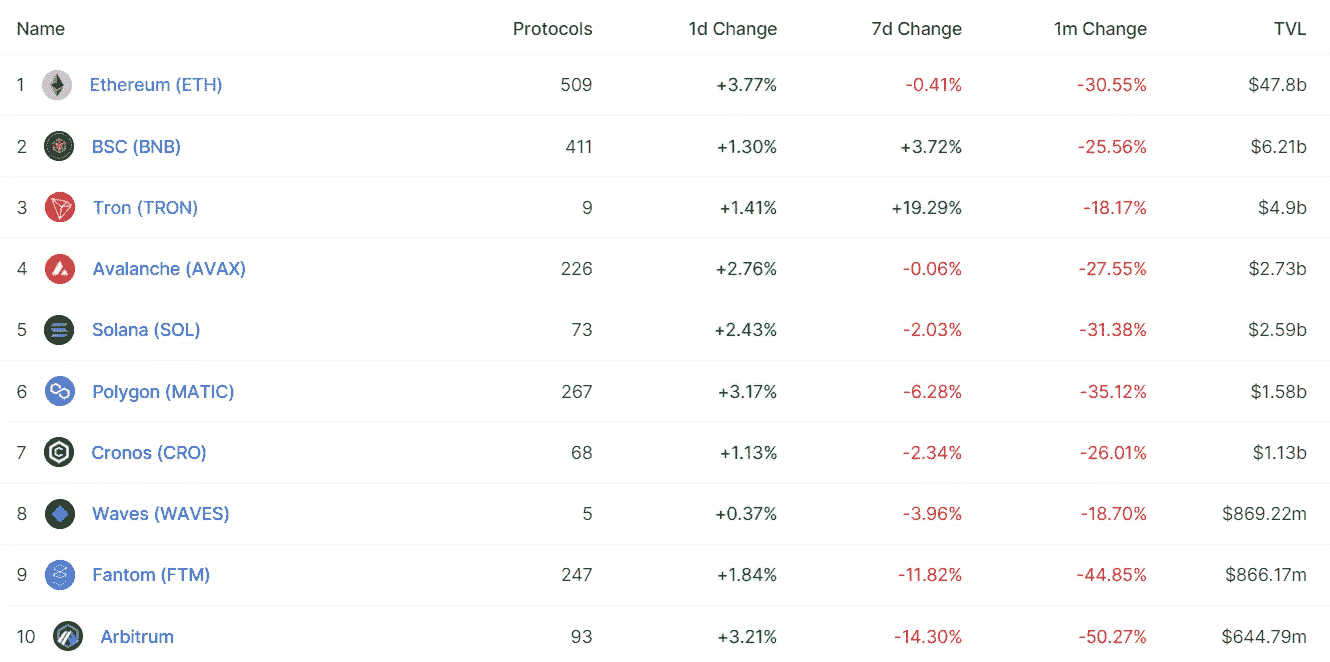 Name Protocols 1d Change 7d Change 1m Change TVL
1 Ethereum (ETH) 509 +3.77% -0.41% -30.55% $47.8b
2 BSC (BNB) 411 +1.30% +3.72% -25.56% $6.21b
3 Tron (TRON) 9 +1.41% +19.29% -18.17% $4.9b
4 Avalanche (AVAX) 226 +2.76% -0.06% -27.55% $2.73b
5 Solana (SOL) 73 +2.43% -2.03% -31.38% $2.59b
6 Polygon (MATIC) 267 +3.17% -6.28% -35.12% $1.58b
7 Cronos (CRO) 68 +1.13% -2.34% -26.01% $1.13b
8 Waves (WAVES) 5 +0.37% -3.96% -18.70% $869.22m
9 Fantom (FTM) 247 +1.84% -11.82% -44.85% $866.17m
10 Arbitrum 93 +3.21% -14.30% -50.27% $644.79m